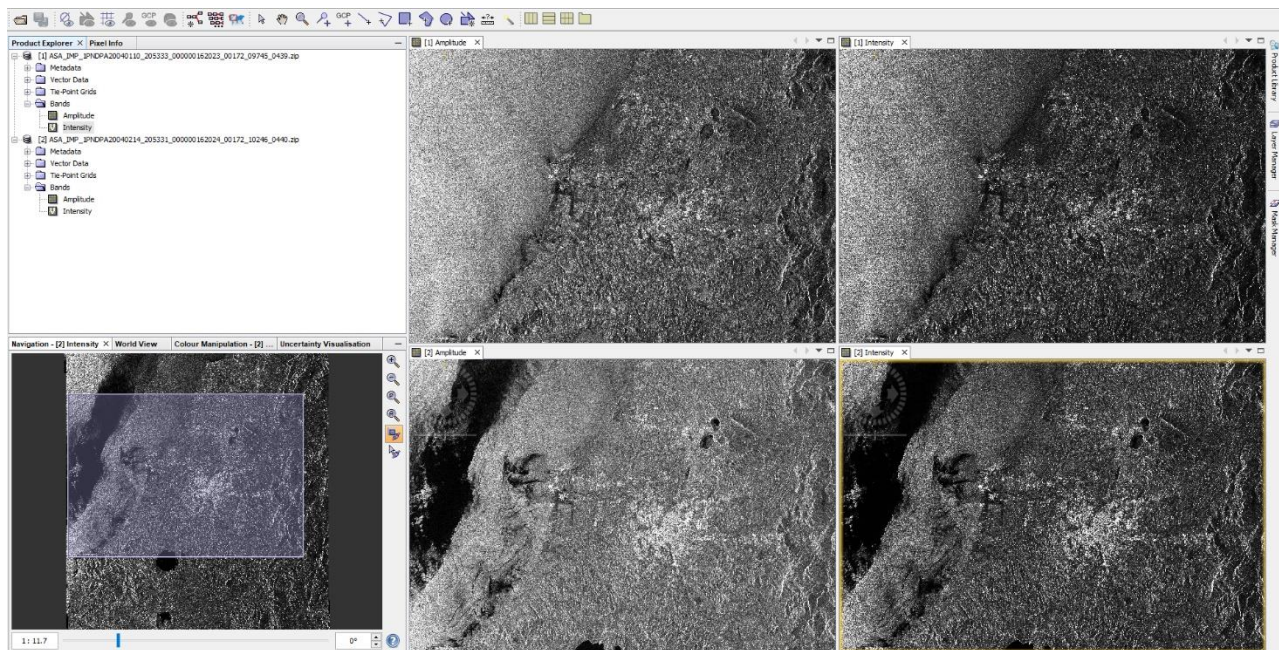 GCP
GCP
Product Explorer × Pixel Info
[1] ASA_IMP_1PNDPA20040110_205333_000000162023_00172_09745_0439.zip
Metadata
Vector Data
Tie-Point Grids
Bands
Amplitude
Intensity
[2] ASA_IMP_1PNDPA20040214_205331_000000162024_00172_10246_0440.zip
Metadata
Vector Data
Tie-Point Grids
Bands
Amplitude
Intensity
Navigation - [2] Intensity × World View Colour Manipulation - [2] ... Uncertainty Visualisation
1 : 11.7
0°
[1] Amplitude ×
[1] Intensity ×
[2] Amplitude ×
[2] Intensity ×
Product Library
Layer Manager
Mask Manager